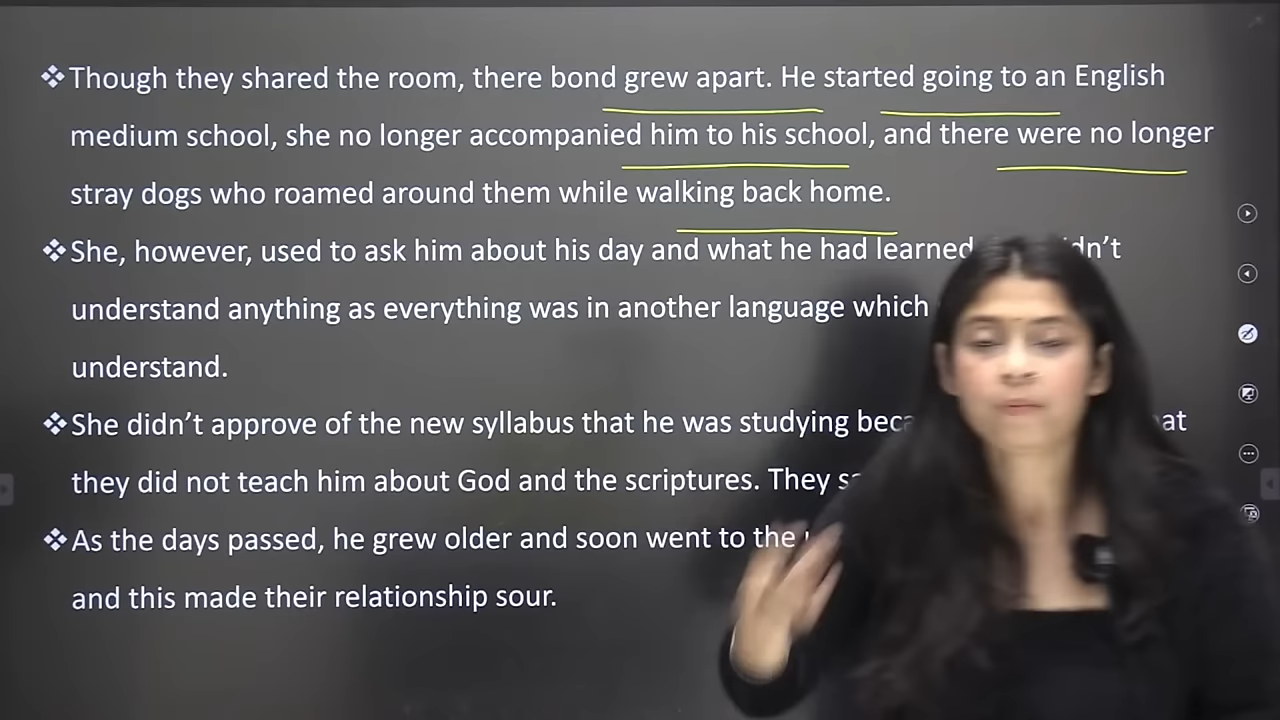 ❖Though they shared the room, there bond grew apart. He started going to an English
medium school, she no longer accompanied him to his school, and there were no longer
stray dogs who roamed around them while walking back home.
❖She, however, used to ask him about his day and what he had learned
understand anything as everything was in another language which
understand.
❖She didn’t approve of the new syllabus that he was studying
they did not teach him about God and the scriptures. They
❖As the days passed, he grew older and soon went to the
and this made their relationship sour.